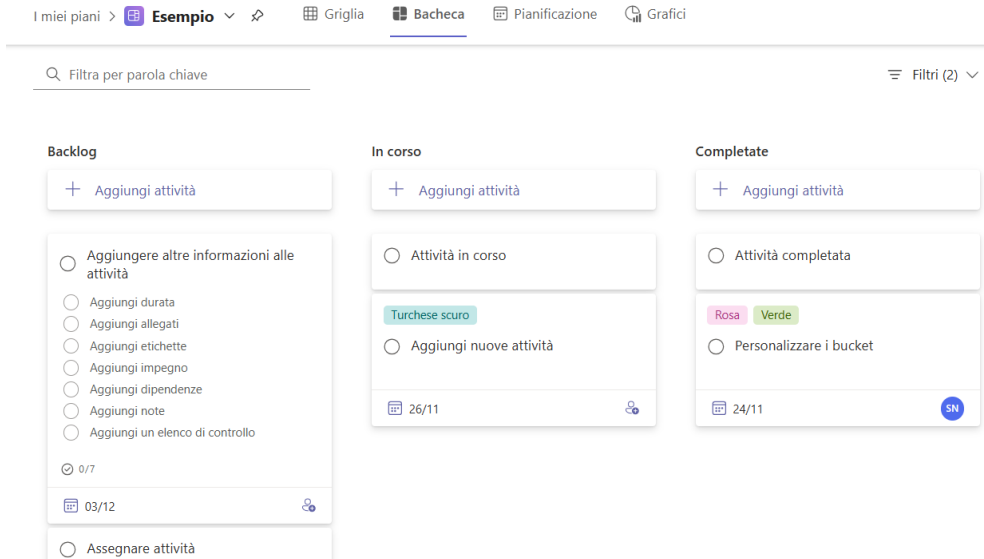 I miei piani > Esempio
Griglia
Bacheca
Pianificazione
Grafici
Filtra per parola chiave
Filtri (2)
Backlog
Aggiungi attività
Aggiungere altre informazioni alle
attività
Aggiungi durata
Aggiungi allegati
Aggiungi etichette
Aggiungi impegno
Aggiungi dipendenze
Aggiungi note
Aggiungi un elenco di controllo
0/7
03/12
Assegnare attività
In corso
Aggiungi attività
Attività in corso
Turchese scuro
Aggiungi nuove attività
26/11
Completate
Aggiungi attività
Attività completata
Rosa Verde
Personalizzare i bucket
24/11
SN